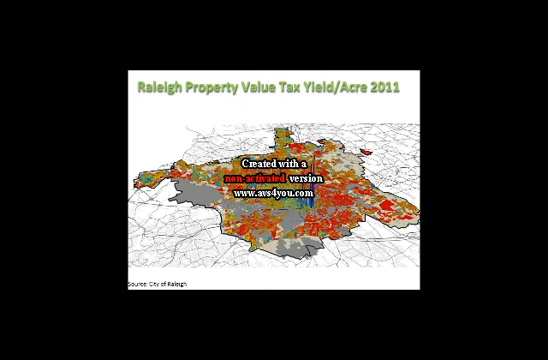 Raleigh Property Value Tax Yield/Acre 2011
Created with a
non-activated version
www.avs4you.com
Source: City of Raleigh